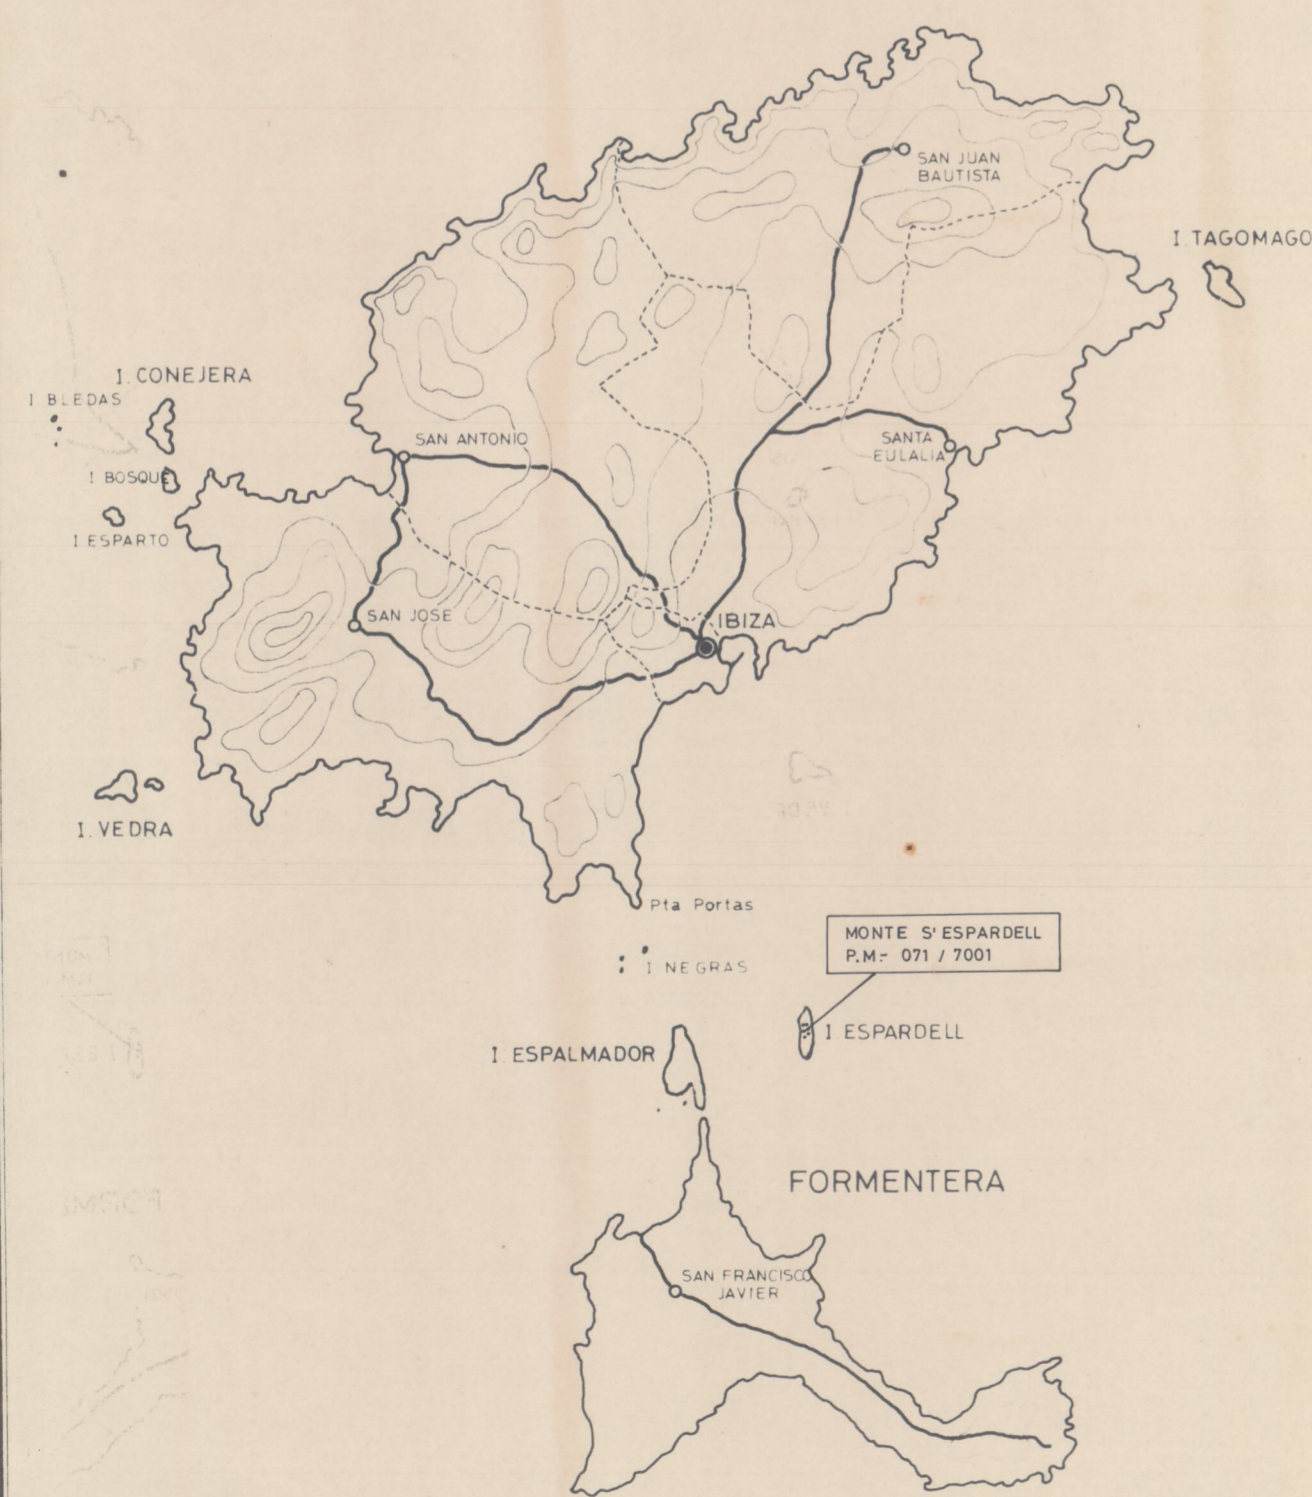 SAN JUAN
BAUTISTA
I. TAGOMAGO
I. CONEJERA
I BLEDAS
SAN ANTONIO
SANTA
EULALIA
I BOSQUE
I ESPARTO
SAN JOSE
IBIZA
I. VEDRA
Pta Portas
MONTE S' ESPARDELL
P.M.- 071 / 7001
I NEGRAS
I ESPARDELL
I ESPALMADOR
FORMENTERA
SAN FRANCISCO
JAVIER